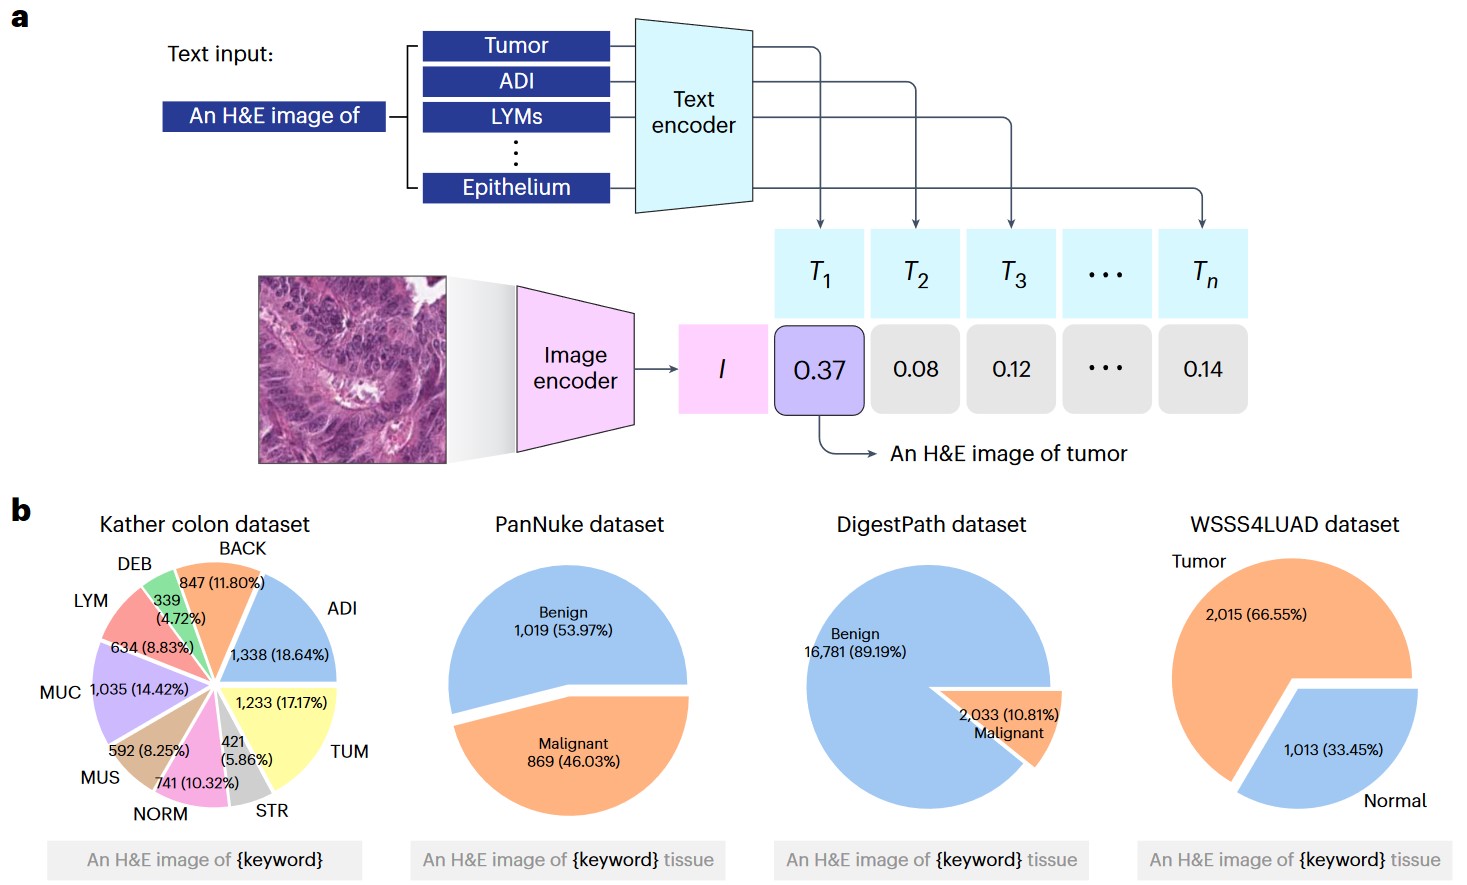 a
Text input:
An H&E image of
Tumor
ADI
LYMs
⋮
Epithelium
Text
encoder
T1
T2
T3
...
Tn
Image
encoder
I
0.37
0.08
0.12
...
0.14
An H&E image of tumor
b
Kather colon dataset
BACK
847 (11.80%)
DEB
339
(4.72%)
LYM
634 (8.83%)
ADI
1,338 (18.64%)
MUC
1,035 (14.42%)
1,233 (17.17%)
TUM
592 (8.25%)
MUS
421
(5.86%)
741 (10.32%)
NORM
STR
An H&E image of {keyword}
PanNuke dataset
Benign
1,019 (53.97%)
Malignant
869 (46.03%)
An H&E image of {keyword} tissue
DigestPath dataset
Benign
16,781 (89.19%)
2,033 (10.81%)
Malignant
An H&E image of {keyword} tissue
WSSS4LUAD dataset
Tumor
2,015 (66.55%)
1,013 (33.45%)
Normal
An H&E image of {keyword} tissue